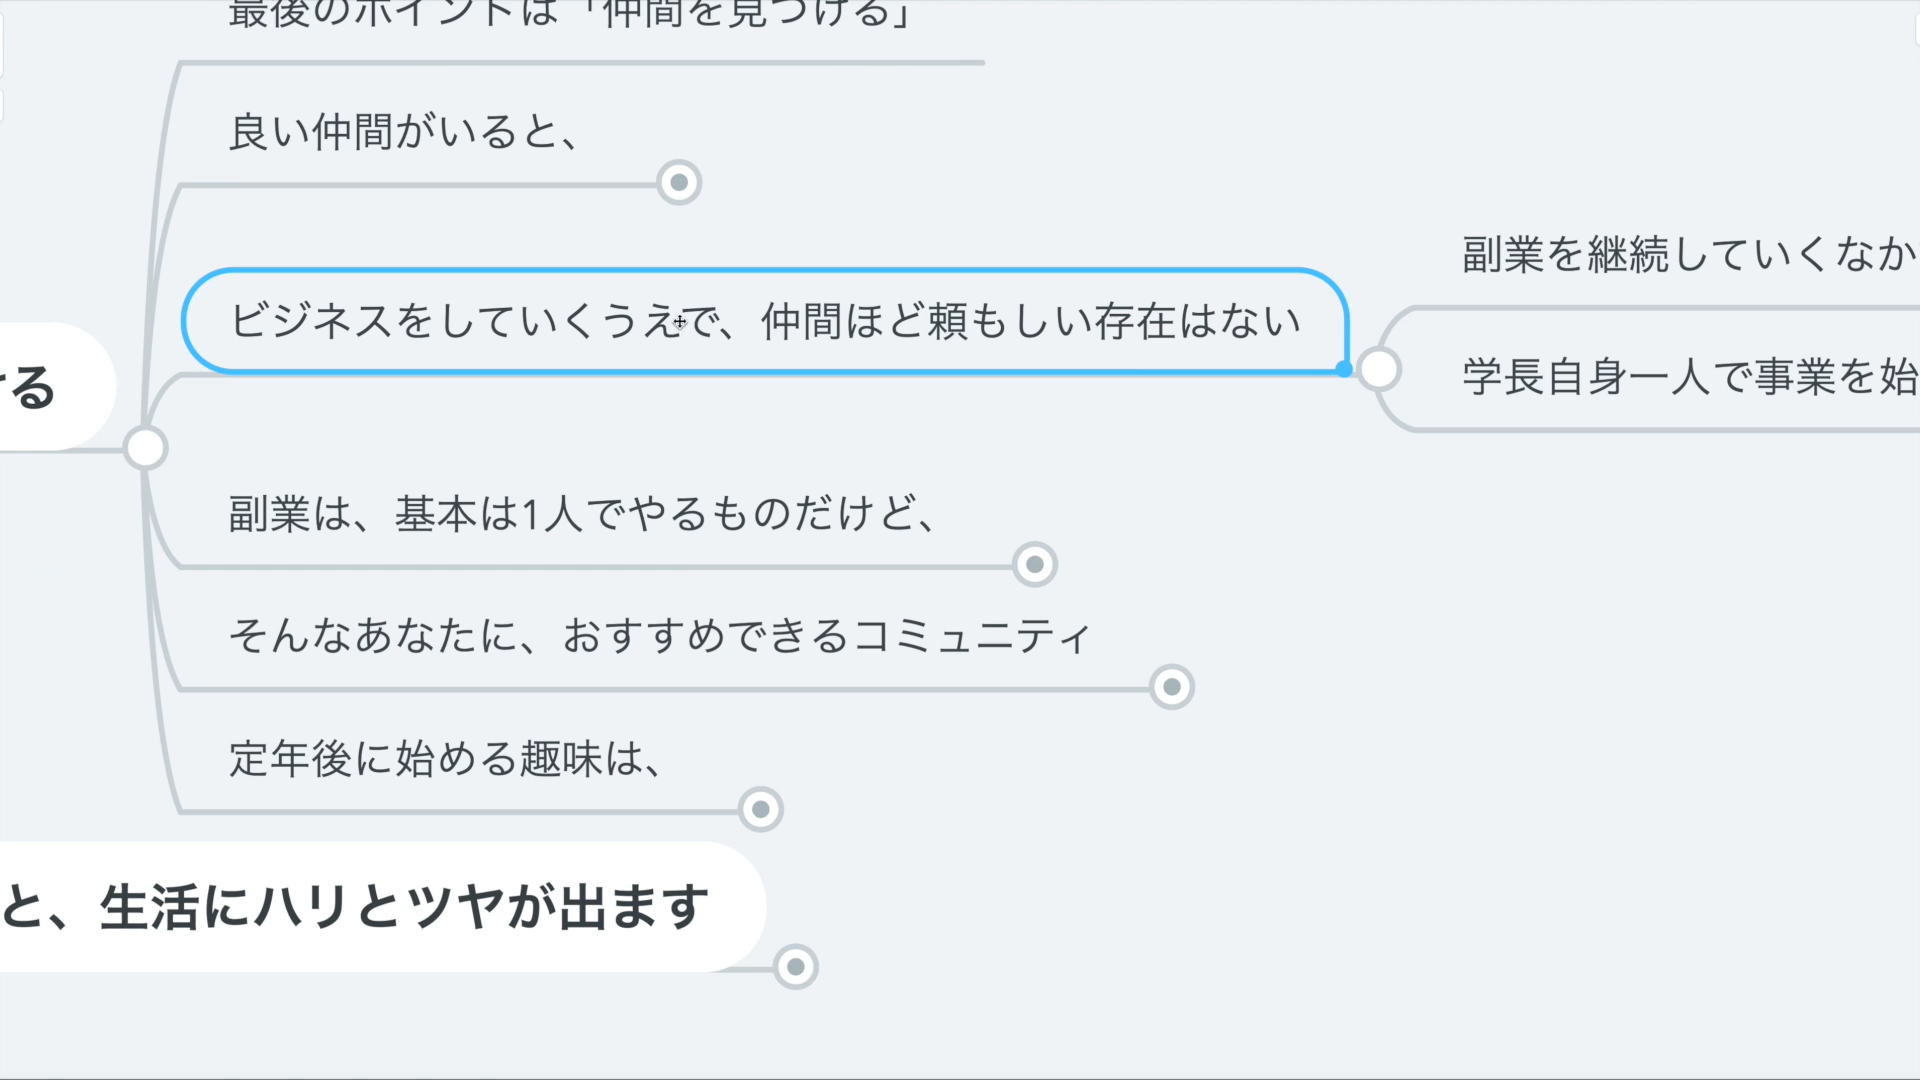 最後のポイントは「仲間を見つける」
良い仲間がいると、
ビジネスをしていくうえで、仲間ほど頼もしい存在はない
副業を継続していくなか
学長自身一人で事業を始
ける
副業は、基本は1人でやるものだけど、
そんなあなたに、おすすめできるコミュニティ
定年後に始める趣味は、
と、生活にハリとツヤが出ます